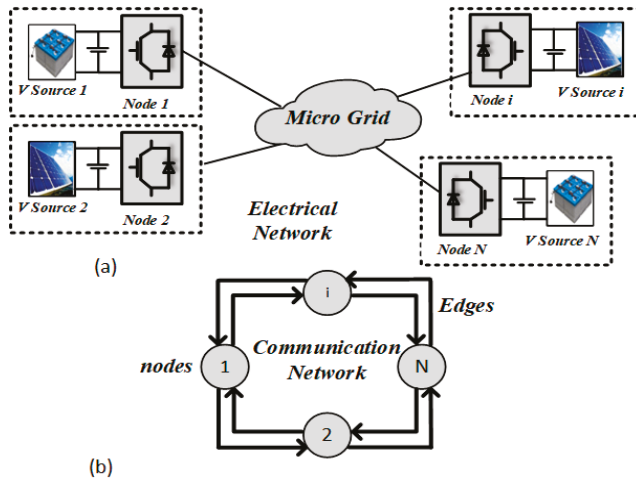 V Source 1
Node 1
Micro Grid
Node i
V Source i
V Source 2
Node 2
Electrical
Network
Node N
V Source N
(a)
i
Edges
nodes
1
Communication
Network
N
2
(b)